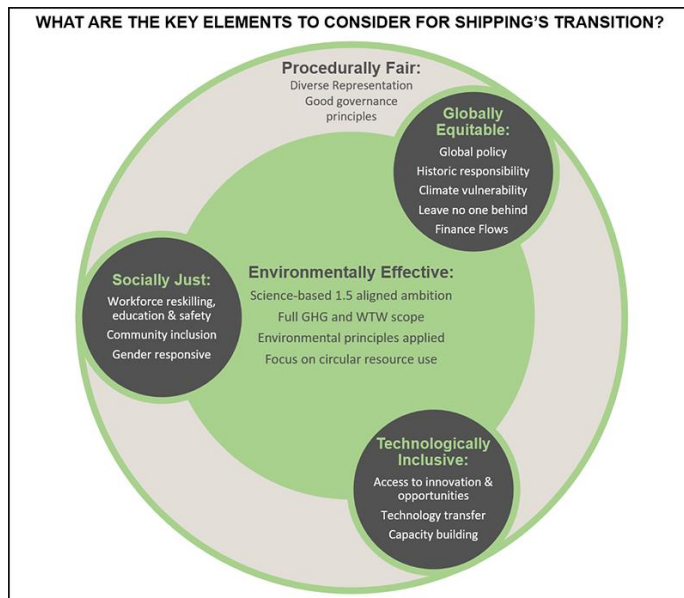 WHAT ARE THE KEY ELEMENTS TO CONSIDER FOR SHIPPING'S TRANSITION?
Procedurally Fair:
Diverse Representation
Good governance
principles
Globally
Equitable:
Global policy
Historic responsibility
Climate vulnerability
Leave no one behind
Finance Flows
Socially Just:
Workforce reskilling,
education & safety
Community inclusion
Gender responsive
Environmentally Effective:
Science-based 1.5 aligned ambition
Full GHG and WTW scope
Environmental principles applied
Focus on circular resource use
Technologically
Inclusive:
Access to innovation &
opportunities
Technology transfer
Capacity building